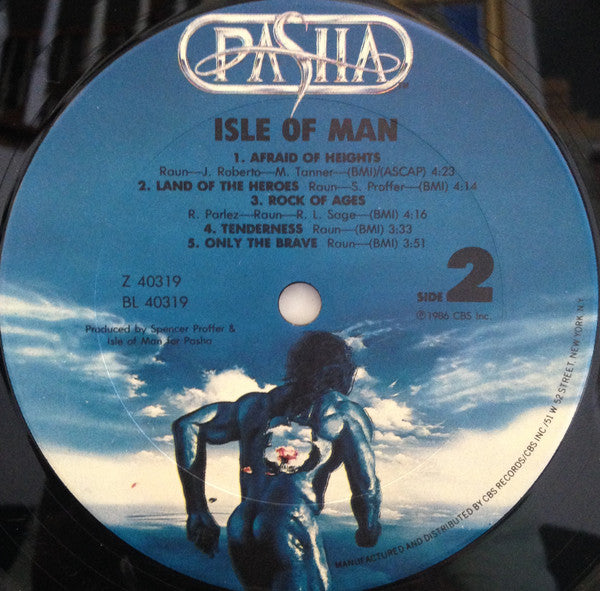 PASHA
ISLE OF MAN
1. AFRAID OF HEIGHTS
Raun—J. Roberto—M. Tanner—(BMI)/(ASCAP) 4:23
2. LAND OF THE HEROES Raun—S. Proffer—(BMI) 4:14
3. ROCK OF AGES
R. Parlez—Raun—R. L. Sage—(BMI) 4:16
4. TENDERNESS Raun—(BMI) 3:33
5. ONLY THE BRAVE Raun—(BMI) 3:51
Z 40319
BL 40319
SIDE 2
℗1986 CBS Inc.
Produced by Spencer Proffer &
Isle of Man for Pasha
MANUFACTURED AND DISTRIBUTED BY CBS RECORDS/CBS INC./51 W 52 STREET, NEW YORK, N.Y.